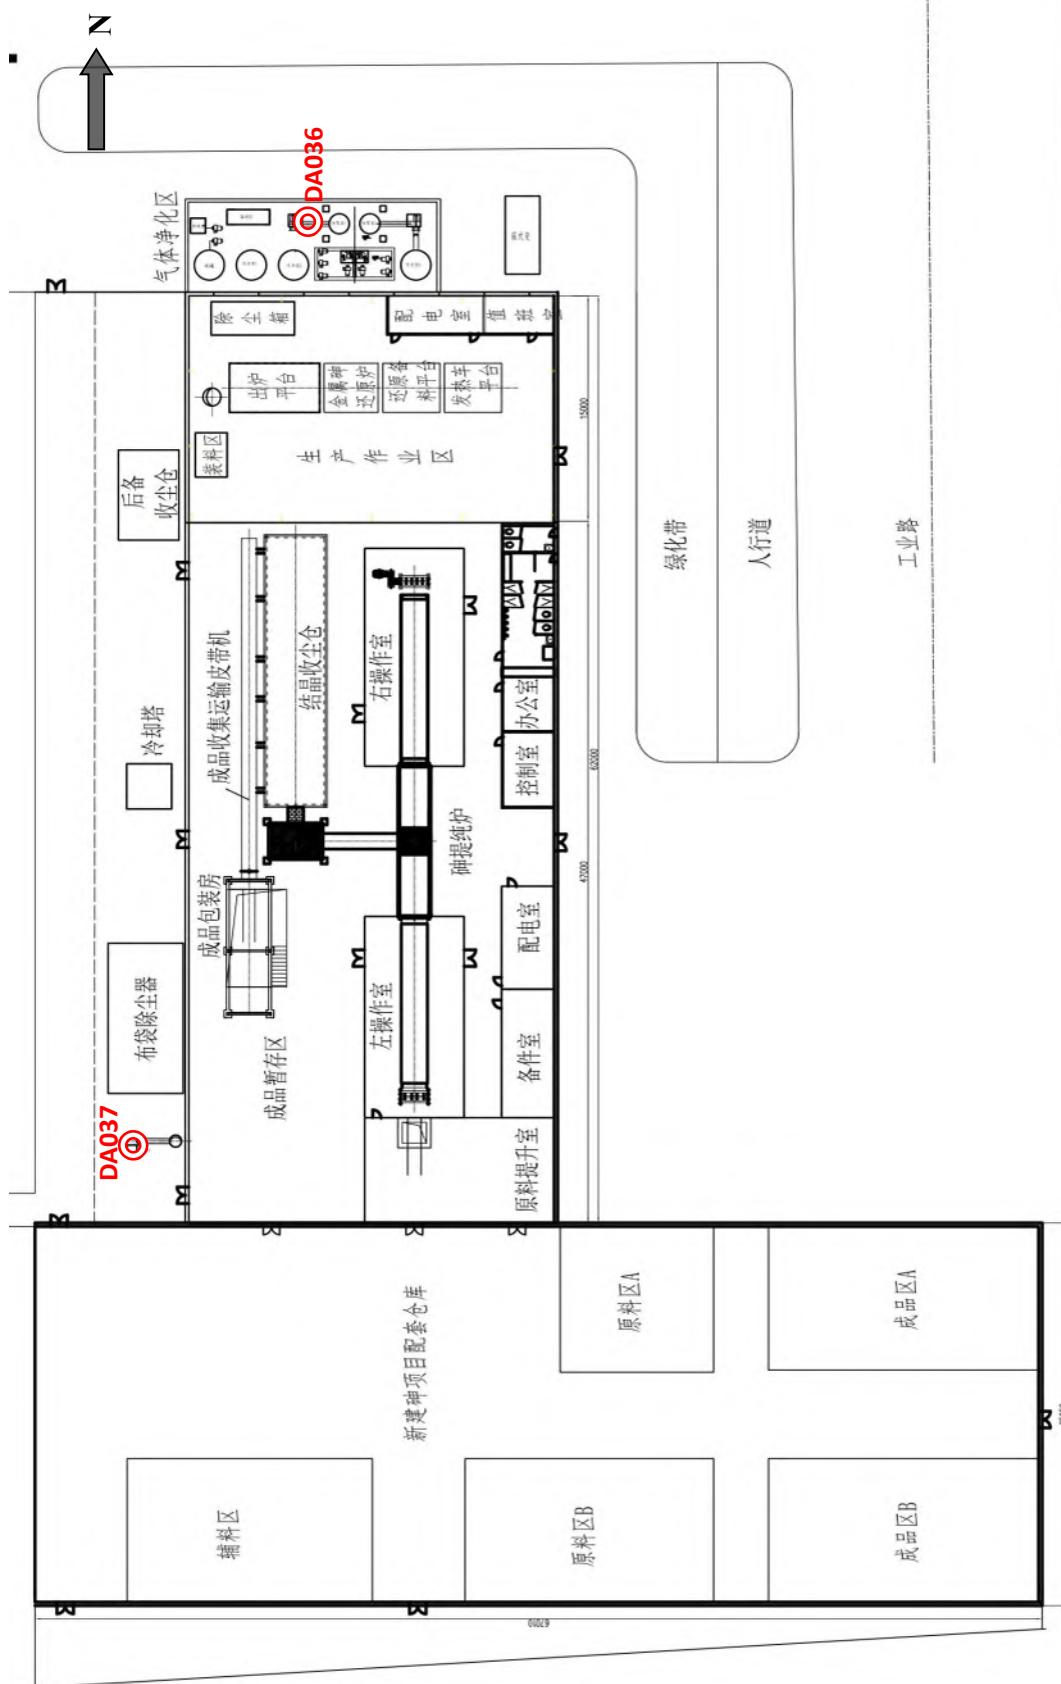 N
DA036
气体净化区
除尘箱
配电室
值班室
出炉
平台
金属砷
还原炉
还原备
料平台
发热车
平台
装料区
生产作业区
15000
后备
收尘仓
绿化带
人行道
工业路
成品收集运输皮带机
结晶收尘仓
右操作室
办公室
控制室
冷却塔
62000
47000
砷提纯炉
成品包装房
配电室
布袋除尘器
左操作室
备件室
成品暂存区
DA037
原料提升室
新建砷项目配套仓库
原料区A
成品区A
辅料区
原料区B
成品区B
67010